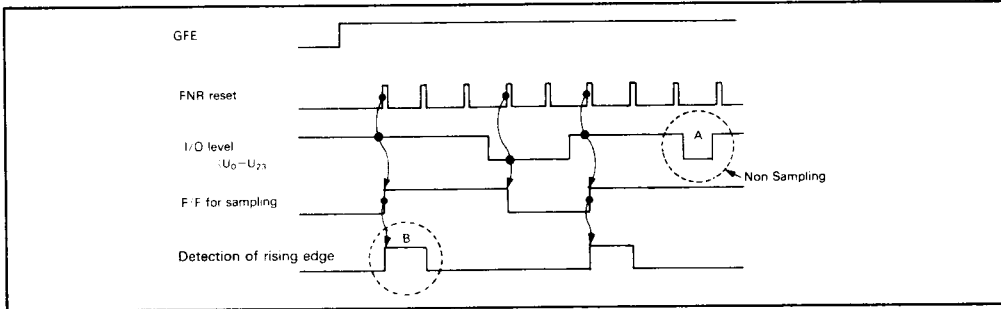 GFE
FNR reset
I/O level
(U0–U23
A
Non Sampling
F/F for sampling
B
Detection of rising edge